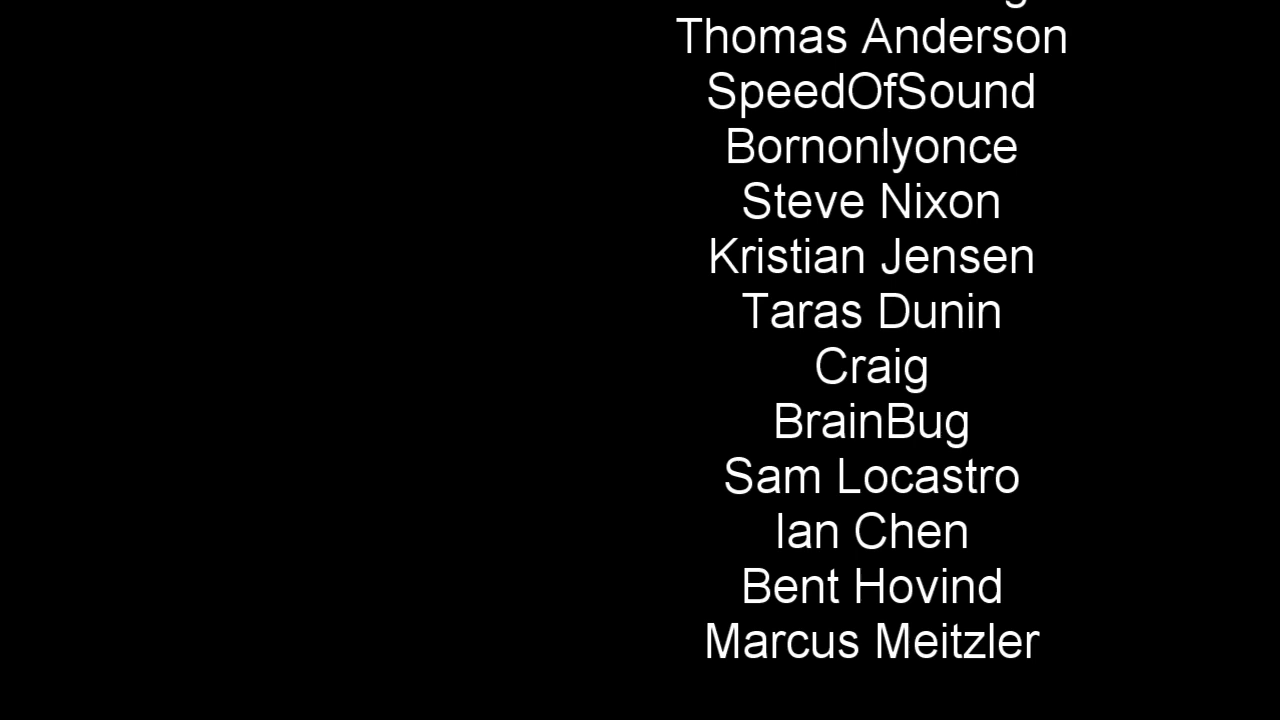 Thomas Anderson
SpeedOfSound
Bornonlyonce
Steve Nixon
Kristian Jensen
Taras Dunin
Craig
BrainBug
Sam Locastro
Ian Chen
Bent Hovind
Marcus Meitzler